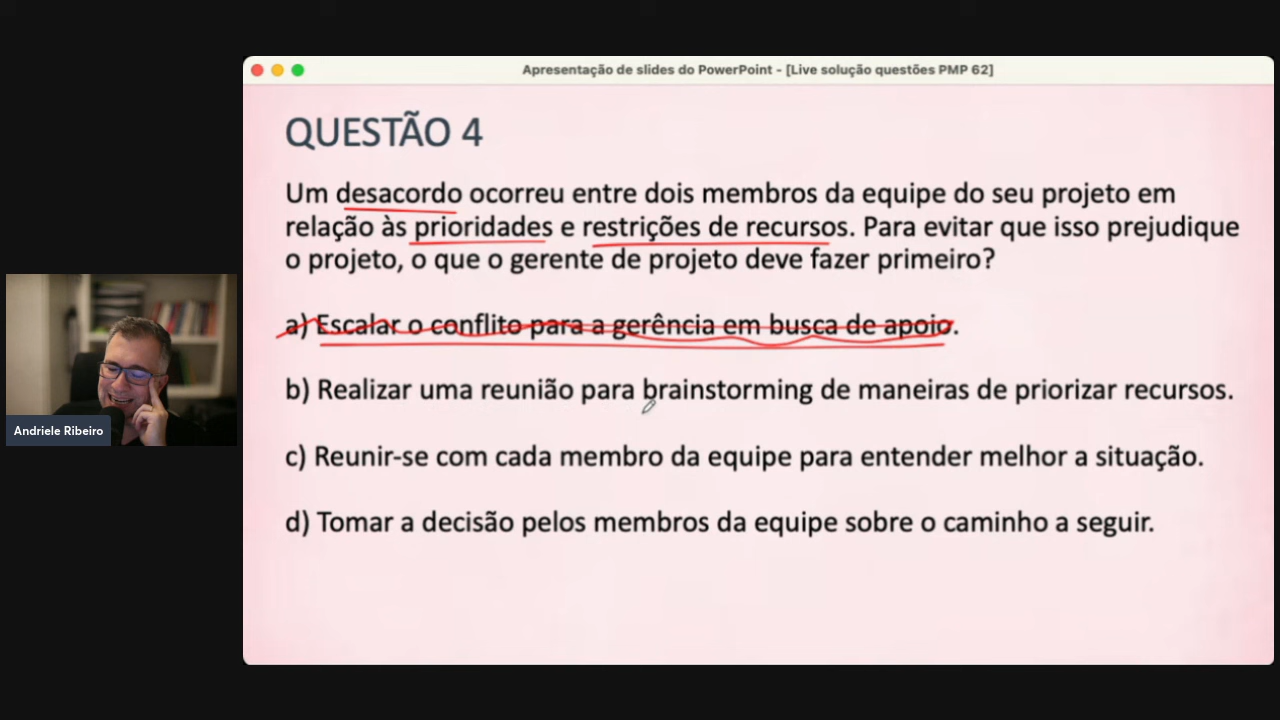 Apresentação de slides do PowerPoint - [Live solução questões PMP 62]
QUESTÃO 4
Um desacordo ocorreu entre dois membros da equipe do seu projeto em
relação às prioridades e restrições de recursos. Para evitar que isso prejudique
o projeto, o que o gerente de projeto deve fazer primeiro?
a) Escalar o conflito para a gerência em busca de apoio.
b) Realizar uma reunião para brainstorming de maneiras de priorizar recursos.
c) Reunir-se com cada membro da equipe para entender melhor a situação.
d) Tomar a decisão pelos membros da equipe sobre o caminho a seguir.
Andriele Ribeiro